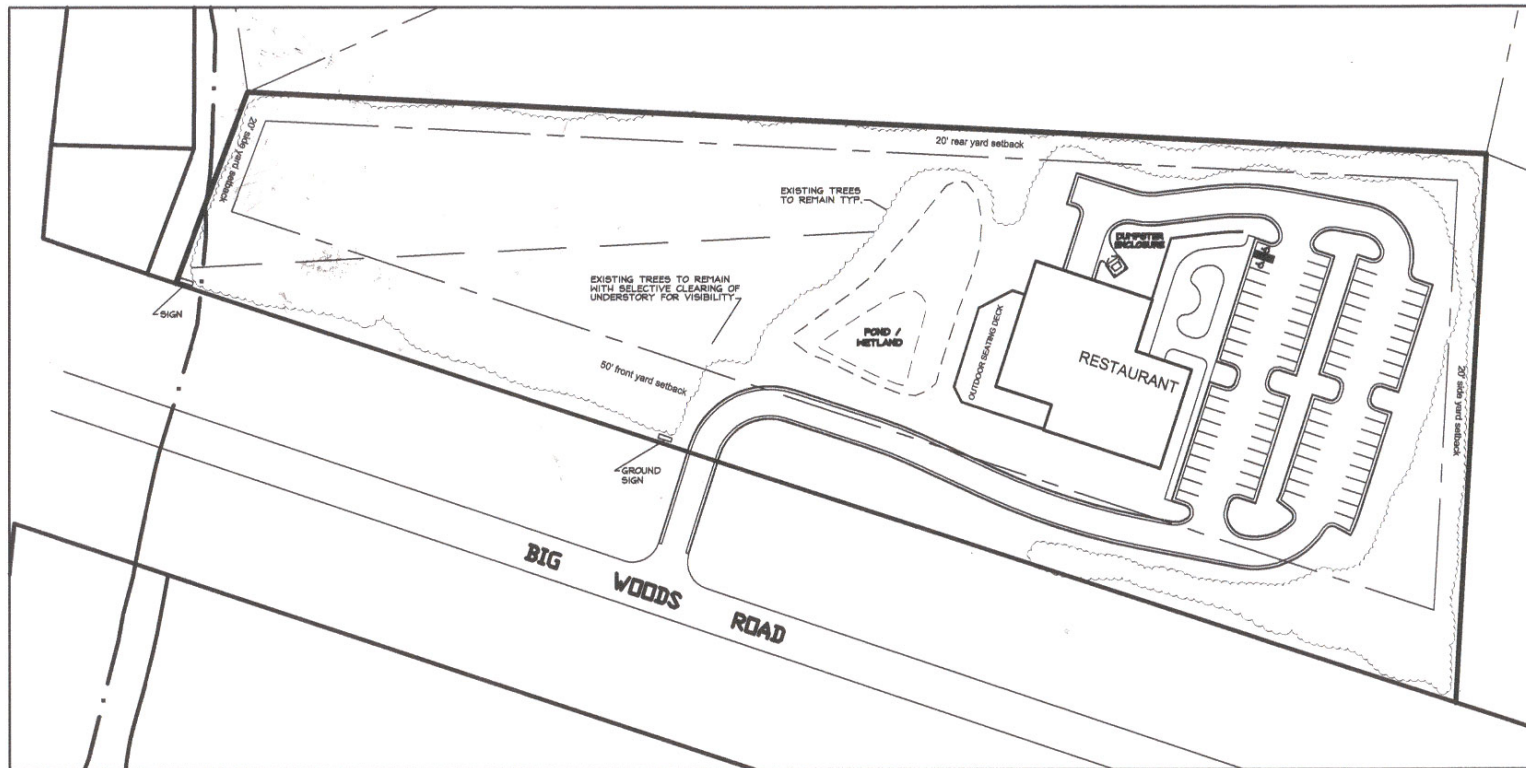 20' side yard setback
20' rear yard setback
EXISTING TREES
TO REMAIN TYP.
DUMPSTER
ENCLOSURE
EXISTING TREES TO REMAIN
WITH SELECTIVE CLEARING OF
UNDERSTORY FOR VISIBILITY
SIGN
POND /
WETLAND
OUTDOOR SEATING DECK
RESTAURANT
50' front yard setback
20' side yard setback
GROUND
SIGN
BIG WOODS ROAD